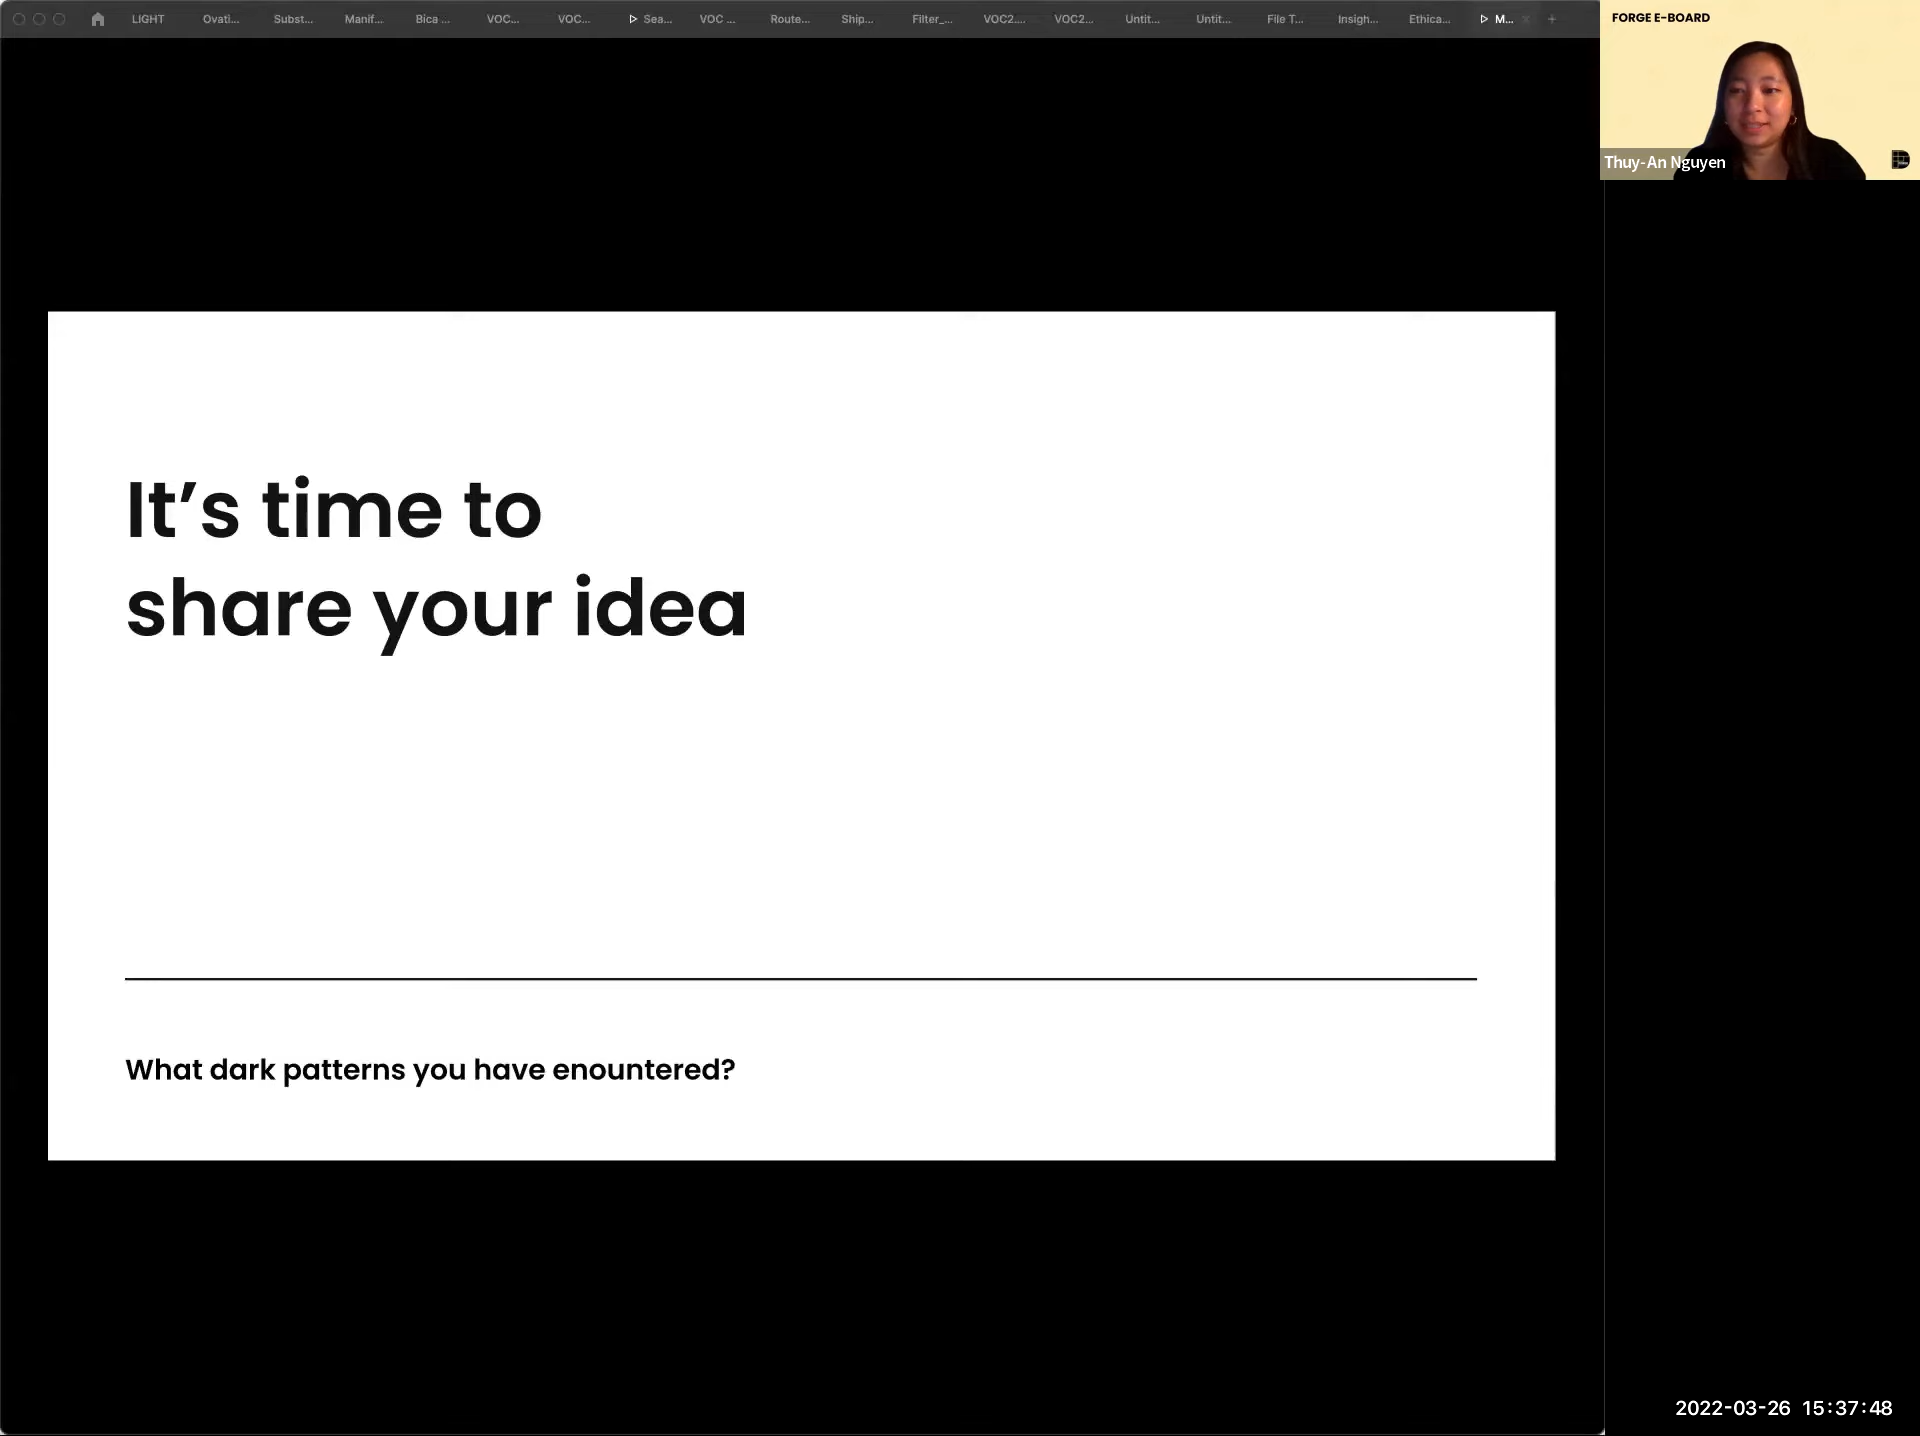 LIGHT Ovati... Subst... Manif... Bica ... VOC... VOC... Sea... VOC ... Route... Ship... Filter_... VOC2.... VOC2... Untit... Untit... File T... Insigh... Ethica... M...
FORGE E-BOARD
Thuy-An Nguyen
It’s time to
share your idea
What dark patterns you have enountered?
2022-03-26 15:37:48